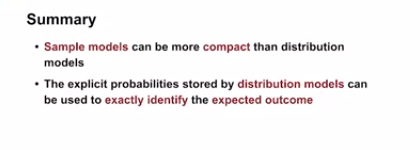 Summary
• Sample models can be more compact than distribution
models
• The explicit probabilities stored by distribution models can
be used to exactly identify the expected outcome